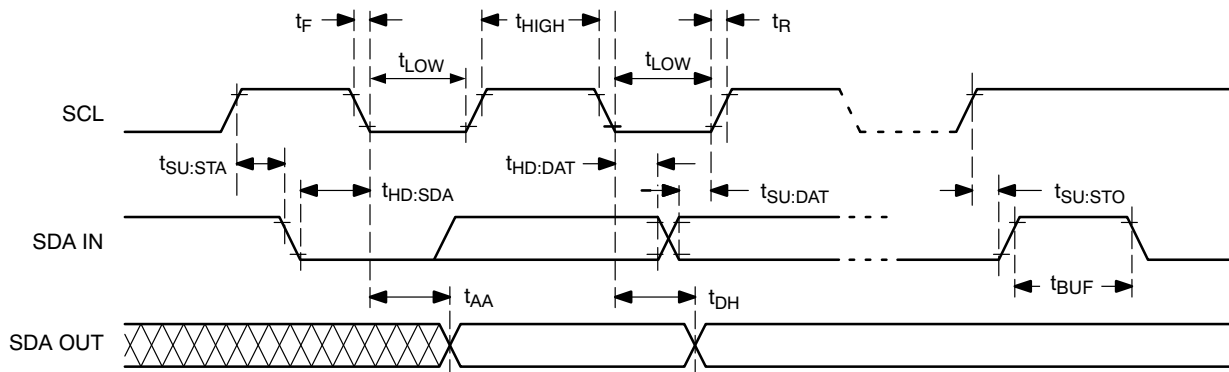 tF
tHIGH
tR
tLOW
tLOW
SCL
tSU:STA
tHD:SDA
tHD:DAT
tSU:DAT
tSU:STO
SDA IN
tBUF
tAA
tDH
SDA OUT